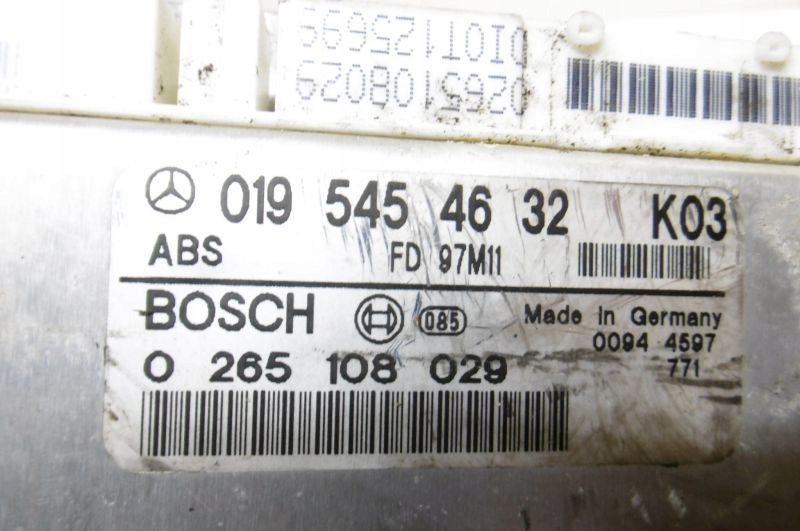 0265108029
019 545 46 32 K03
ABS FD 97M11
BOSCH 085 Made in Germany
0094 4597
0 265 108 029 771